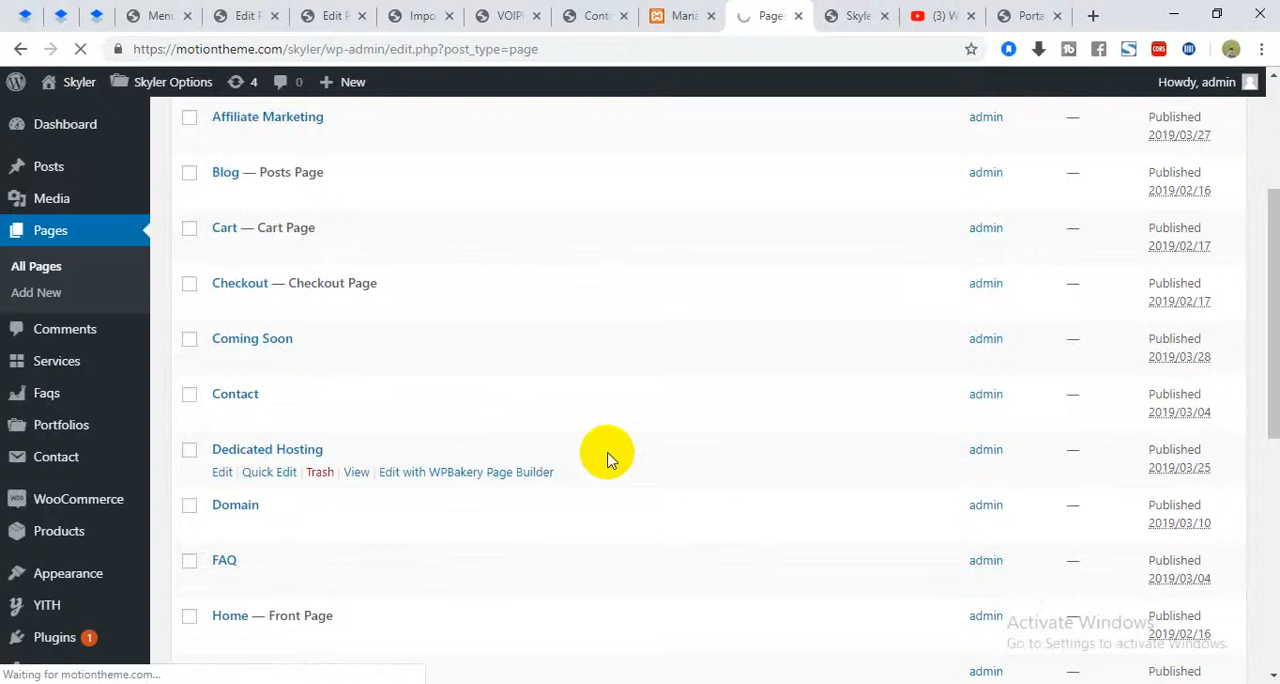 Menu
Edit P
Edit P
Impo
VOIP
Cont
Mana
Page
Skyle
(3) W
Porta
https://motiontheme.com/skyler/wp-admin/edit.php?post_type=page
Skyler
Skyler Options
4
0
New
Howdy, admin
Dashboard
Posts
Media
Pages
All Pages
Add New
Comments
Services
Faqs
Portfolios
Contact
WooCommerce
Products
Appearance
YITH
Plugins 1
Affiliate Marketing admin — Published
2019/03/27
Blog — Posts Page admin — Published
2019/02/16
Cart — Cart Page admin — Published
2019/02/17
Checkout — Checkout Page admin — Published
2019/02/17
Coming Soon admin — Published
2019/03/28
Contact admin — Published
2019/03/04
Dedicated Hosting admin — Published
2019/03/25
Edit | Quick Edit | Trash | View | Edit with WPBakery Page Builder
Domain admin — Published
2019/03/10
FAQ admin — Published
2019/03/04
Home — Front Page admin — Published
2019/02/16
admin — Published
Activate Windows
Go to Settings to activate Windows.
Waiting for motiontheme.com...